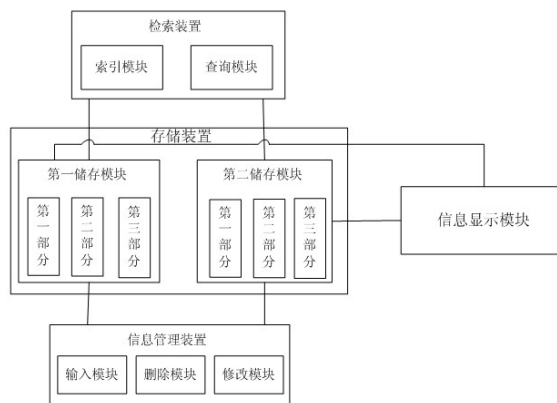 检索装置
索引模块
查询模块
存储装置
第一储存模块
第一部分
第二部分
第三部分
第二储存模块
第一部分
第二部分
第三部分
信息显示模块
信息管理装置
输入模块
删除模块
修改模块